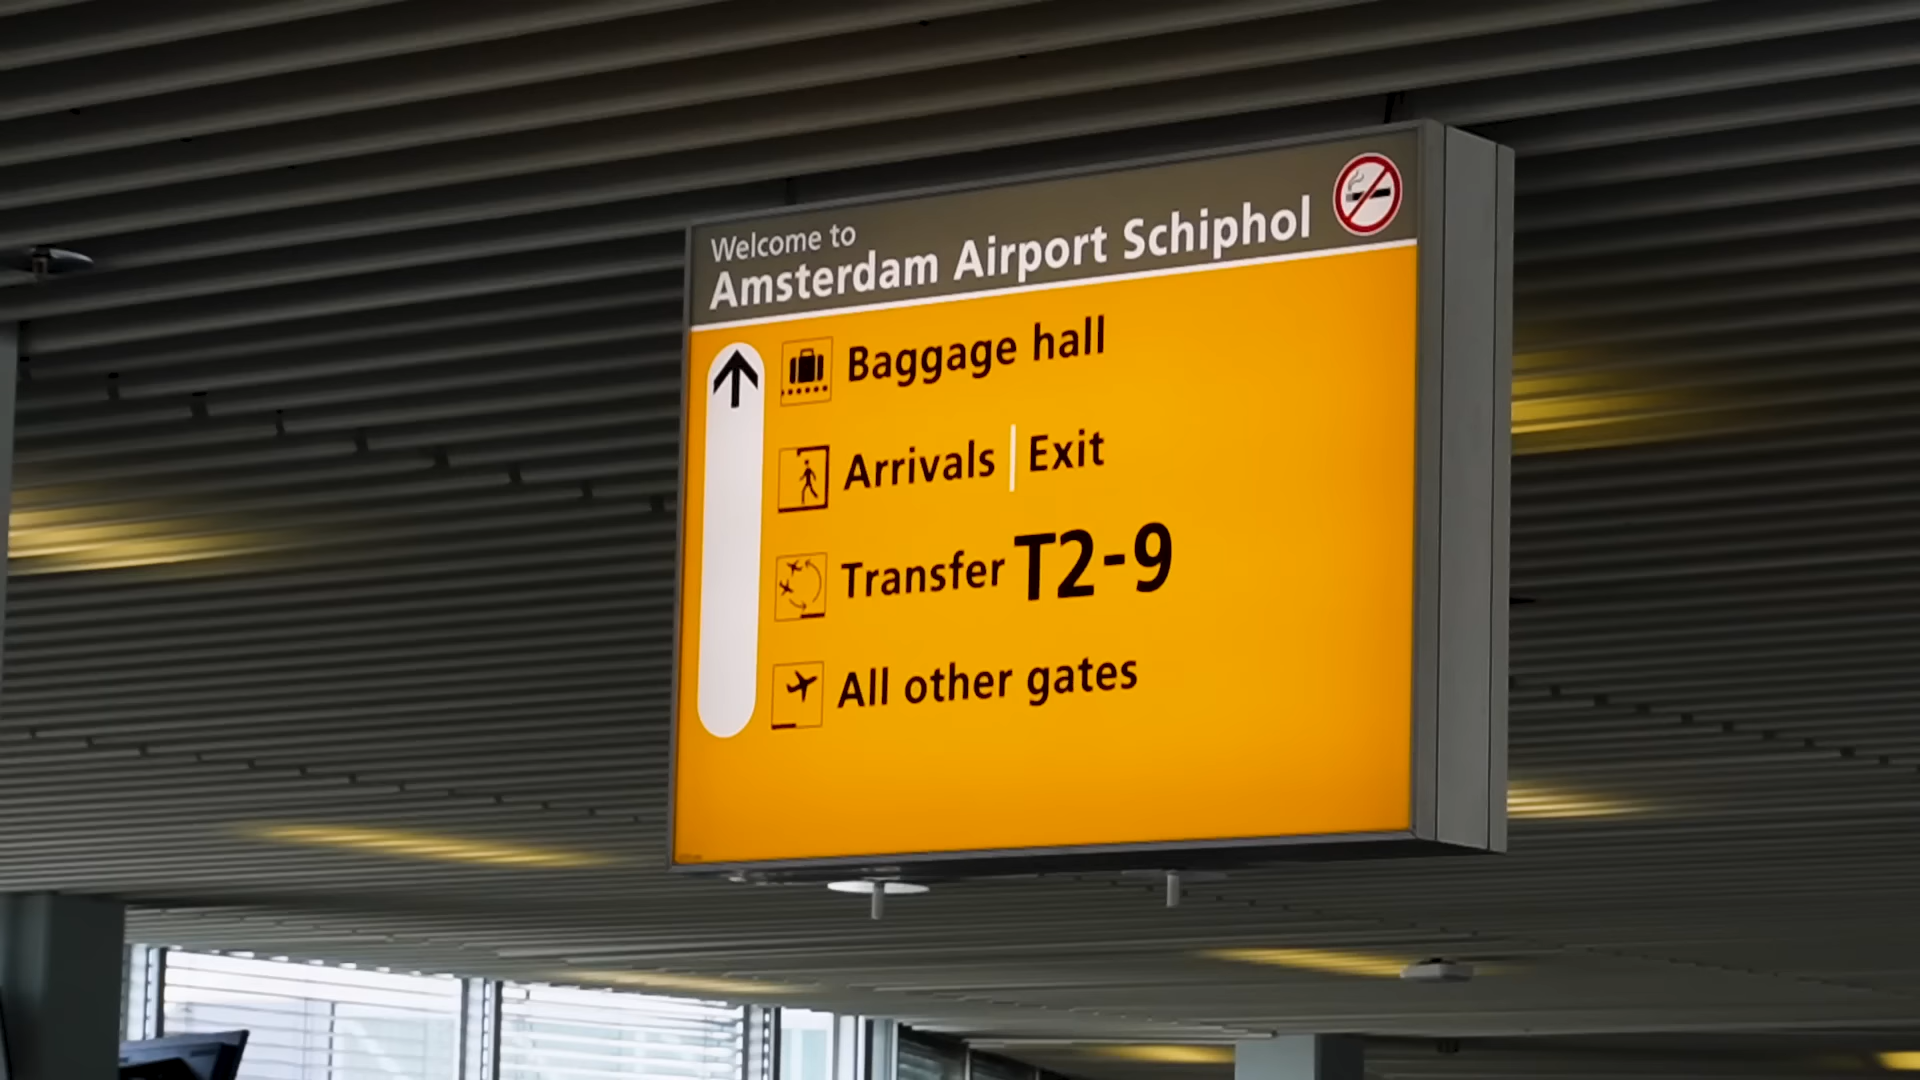 Welcome to
Amsterdam Airport Schiphol
Baggage hall
Arrivals | Exit
Transfer T2-9
All other gates